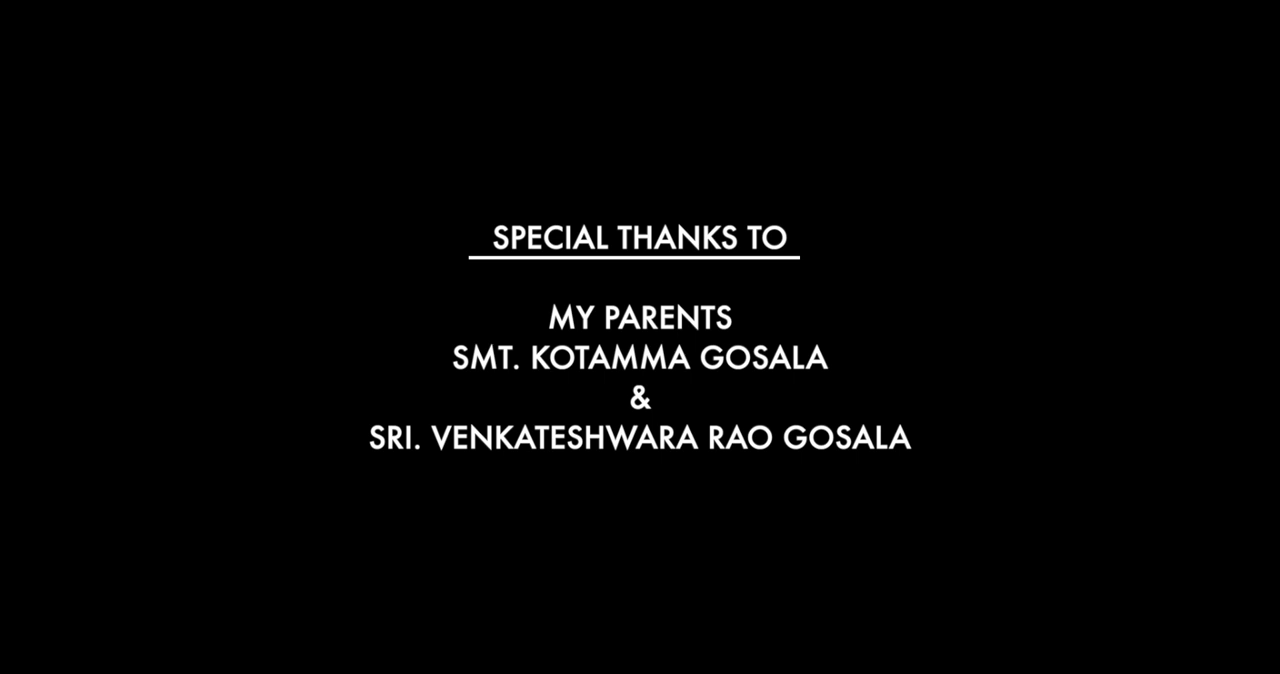 SPECIAL THANKS TO
MY PARENTS
SMT. KOTAMMA GOSALA
&
SRI. VENKATESHWARA RAO GOSALA